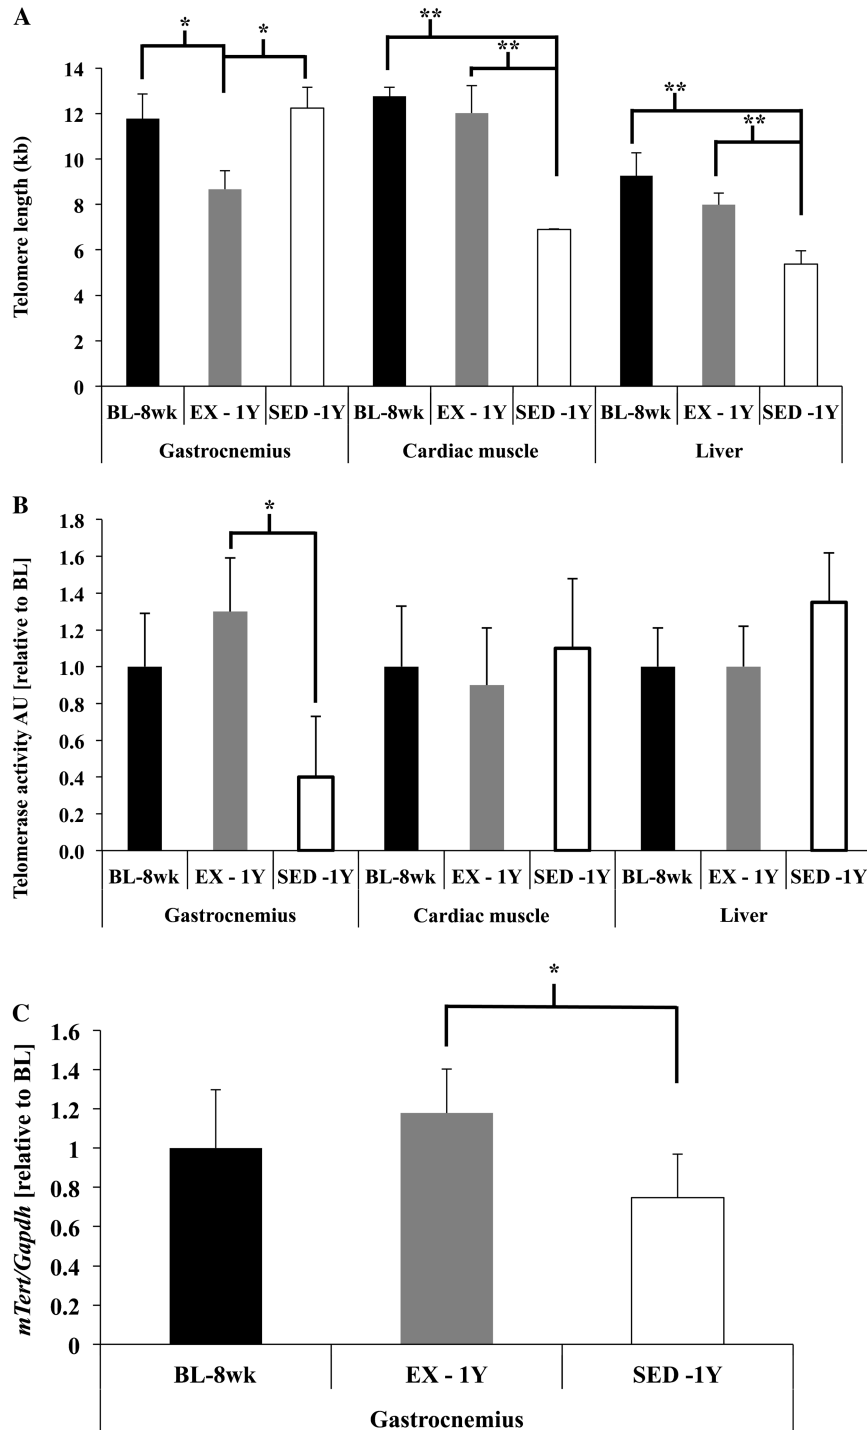 A
* *
** **
** **
Telomere length (kb)
14
12
10
8
6
4
2
0
BL-8wk EX - 1Y SED -1Y BL-8wk EX - 1Y SED -1Y BL-8wk EX - 1Y SED -1Y
Gastrocnemius Cardiac muscle Liver
B
*
Telomerase activity AU [relative to BL]
1.8
1.6
1.4
1.2
1.0
0.8
0.6
0.4
0.2
0.0
BL-8wk EX - 1Y SED -1Y BL-8wk EX - 1Y SED -1Y BL-8wk EX - 1Y SED -1Y
Gastrocnemius Cardiac muscle Liver
C
*
mTert/Gapdh [relative to BL]
1.6
1.4
1.2
1
0.8
0.6
0.4
0.2
0
BL-8wk EX - 1Y SED -1Y
Gastrocnemius